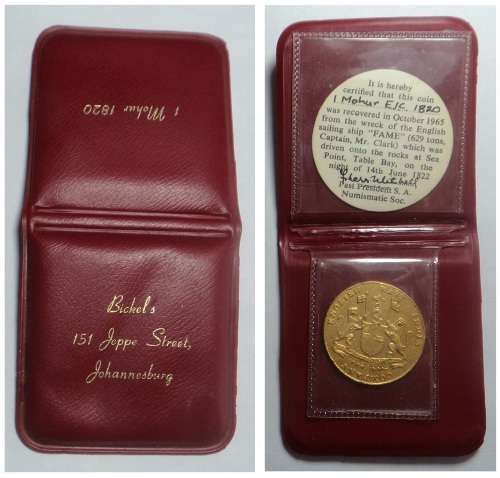 1 Mohur 1820
Bickel's
151 Jeppe Street,
Johannesburg
It is hereby
certified that this coin
1 Mohur E/C. 1820
was recovered in October 1965
from the wreck of the English
sailing ship "FAME" (629 tons,
Captain, Mr. Clark) which was
driven onto the rocks at Sea
Point, Table Bay, on the
night of 14th June 1822
Past President S. A.
Numismatic Soc.
ENGLISH EAST INDIA